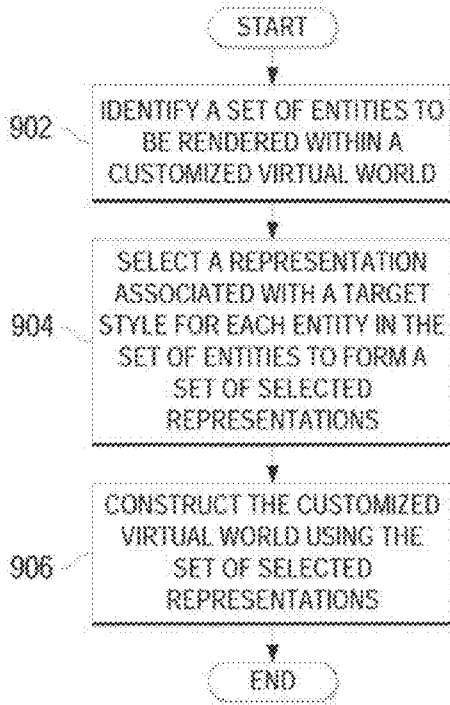 START
902
IDENTIFY A SET OF ENTITIES TO
BE RENDERED WITHIN A
CUSTOMIZED VIRTUAL WORLD
904
SELECT A REPRESENTATION
ASSOCIATED WITH A TARGET
STYLE FOR EACH ENTITY IN THE
SET OF ENTITIES TO FORM A
SET OF SELECTED
REPRESENTATIONS
906
CONSTRUCT THE CUSTOMIZED
VIRTUAL WORLD USING THE
SET OF SELECTED
REPRESENTATIONS
END